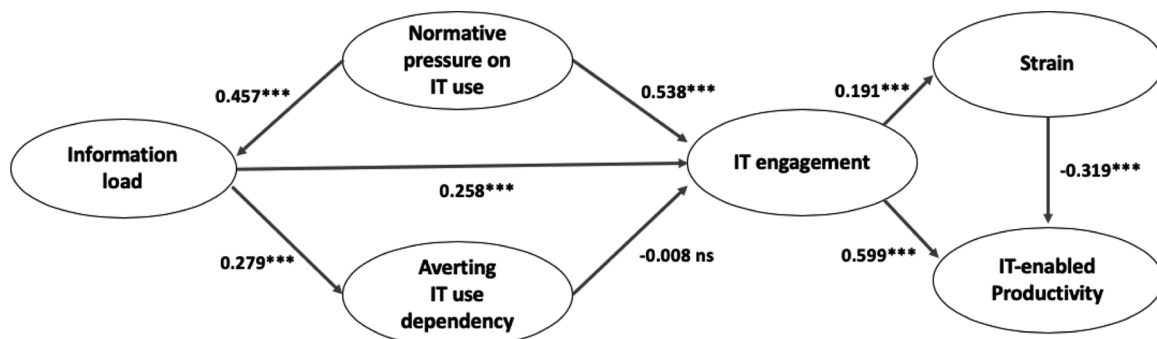 Normative
pressure on
IT use
Strain
0.457***
0.538***
0.191***
Information
load
IT engagement
0.258***
-0.319***
0.279***
-0.008 ns
0.599***
Averting
IT use
dependency
IT-enabled
Productivity